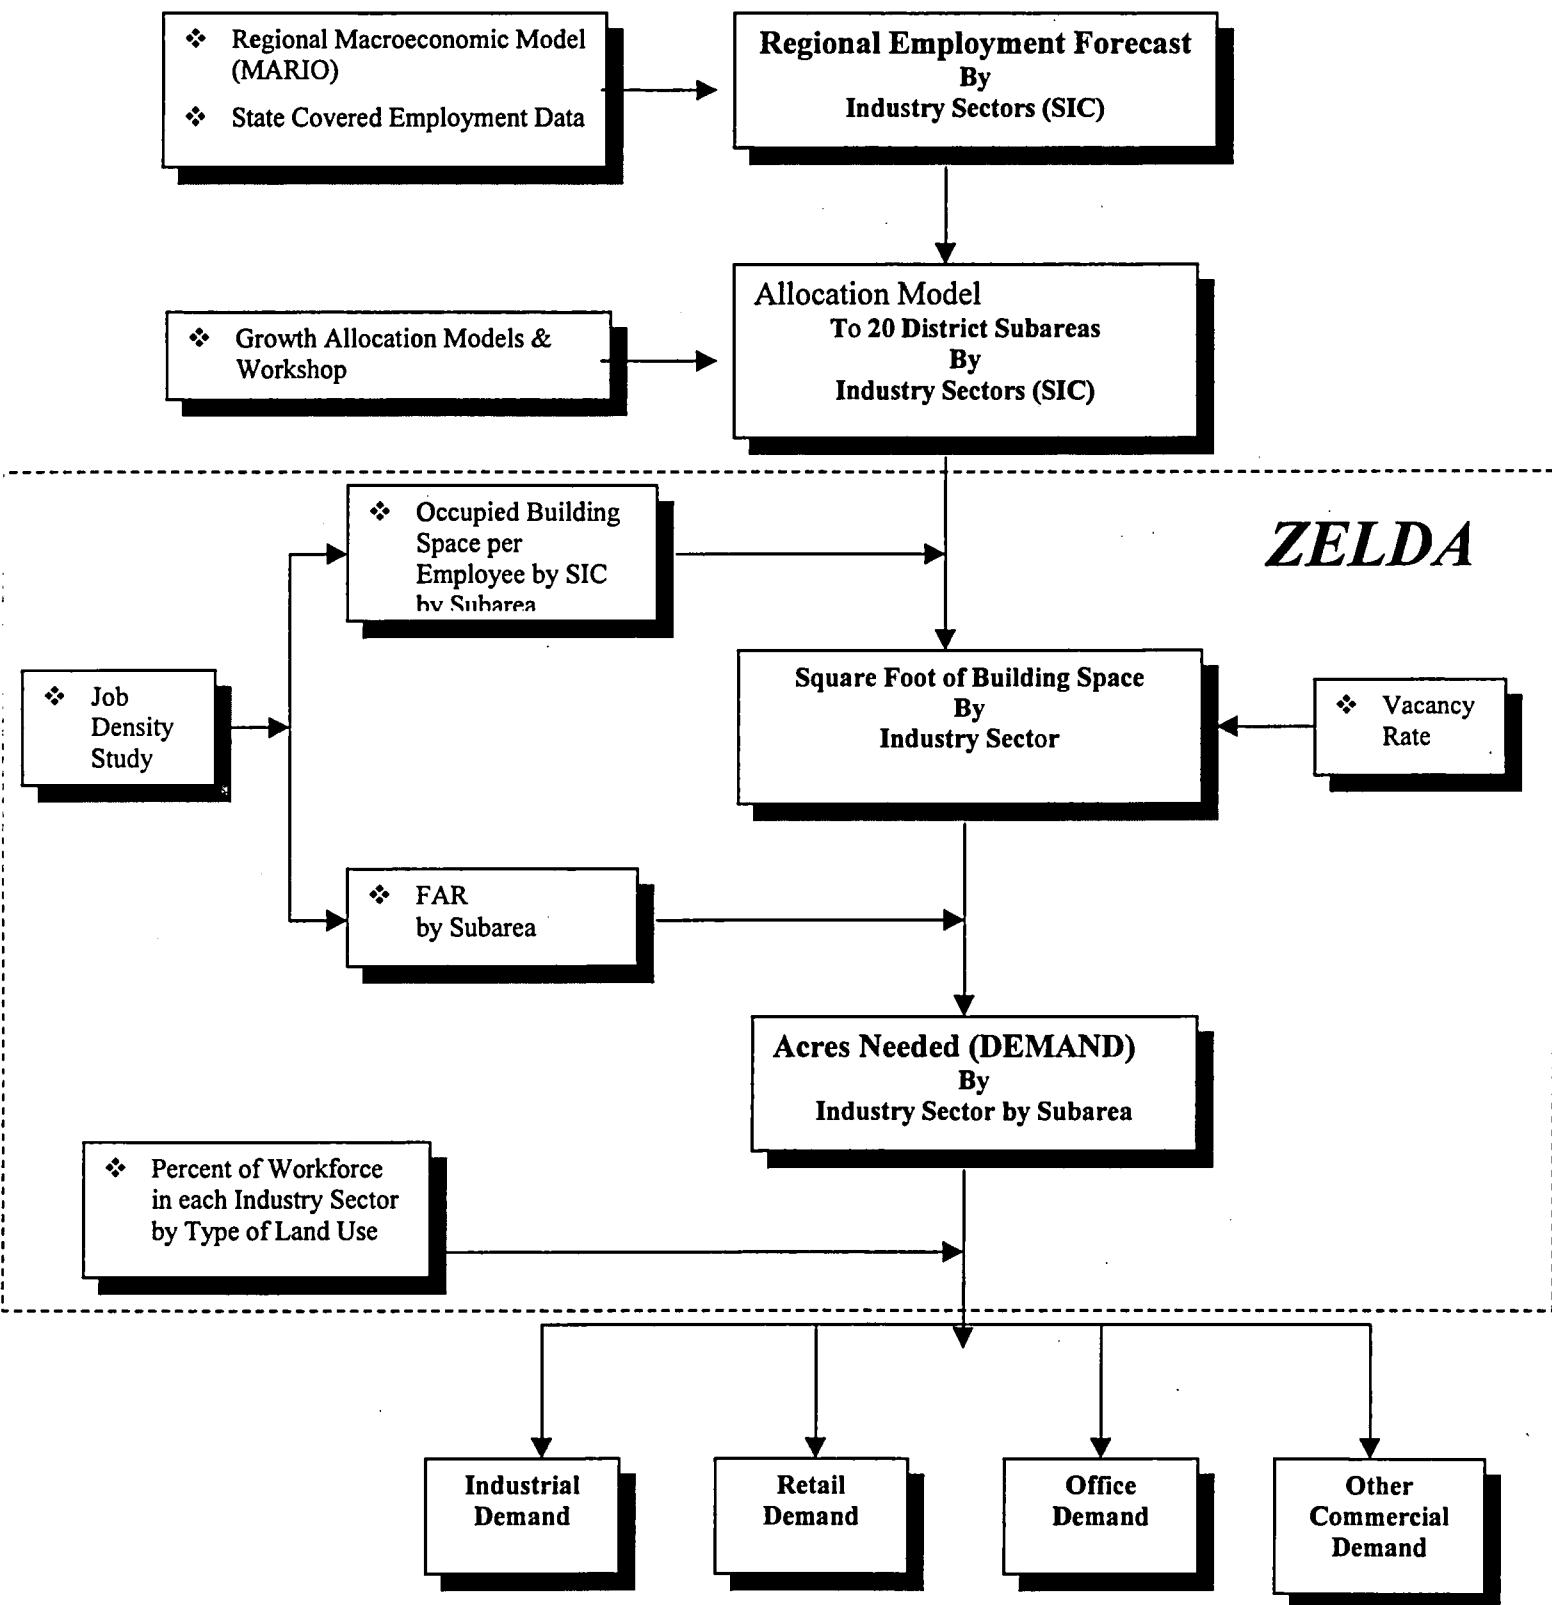 ❖ Regional Macroeconomic Model
(MARIO)
❖ State Covered Employment Data
Regional Employment Forecast
By
Industry Sectors (SIC)
❖ Growth Allocation Models &
Workshop
Allocation Model
To 20 District Subareas
By
Industry Sectors (SIC)
ZELDA
❖ Occupied Building
Space per
Employee by SIC
by Subarea
❖ Job
Density
Study
Square Foot of Building Space
By
Industry Sector
❖ Vacancy
Rate
❖ FAR
by Subarea
Acres Needed (DEMAND)
By
Industry Sector by Subarea
❖ Percent of Workforce
in each Industry Sector
by Type of Land Use
Industrial
Demand
Retail
Demand
Office
Demand
Other
Commercial
Demand